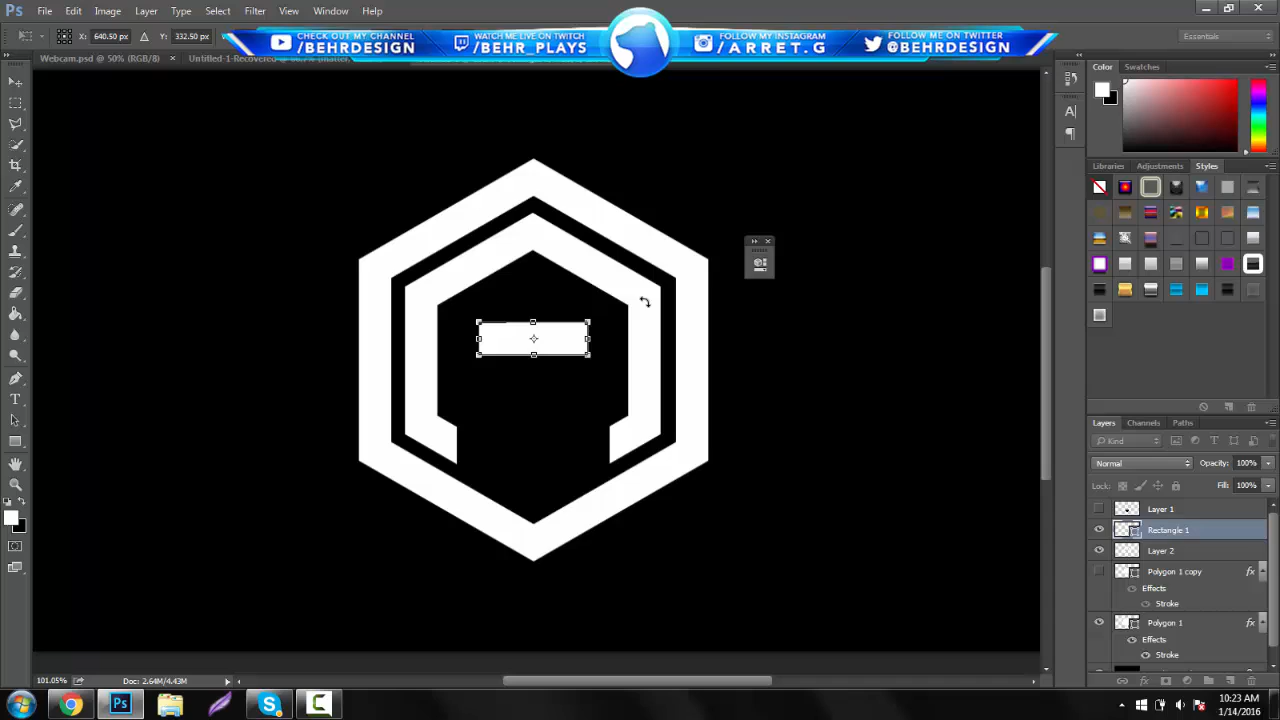 Ps File Edit Image Layer Type Select Filter View Window Help
X: 640.50 px Y: 332.50 px
CHECK OUT MY CHANNEL
/BEHRDESIGN
WATCH ME LIVE ON TWITCH
/BEHR_PLAYS
FOLLOW MY INSTAGRAM
/ARRET.G
FOLLOW ME ON TWITTER
@BEHRDESIGN
Essentials
Webcam.psd @ 50% (RGB/8) ×
Color Swatches
Libraries Adjustments Styles
Layers Channels Paths
Kind
Normal Opacity: 100%
Lock: Fill: 100%
Layer 1
Rectangle 1
Layer 2
Polygon 1 copy fx
Effects
Stroke
Polygon 1 fx
Effects
Stroke
101.05% Doc: 2.64M/4.43M
10:23 AM
1/14/2016